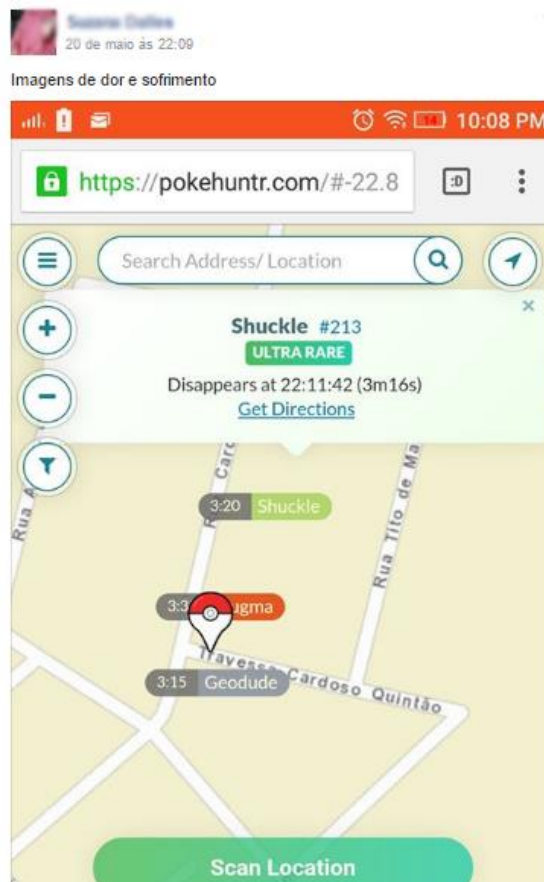 20 de maio às 22:09
Imagens de dor e sofrimento
14 10:08 PM
https://pokehuntr.com/#-22.8 :D
Search Address/ Location
Shuckle #213
ULTRA RARE
Disappears at 22:11:42 (3m16s)
Get Directions
3:20 Shuckle
Rua Tito de Ma
Rua
Travessa Cardoso Quintão
3:15 Geodude
Scan Location